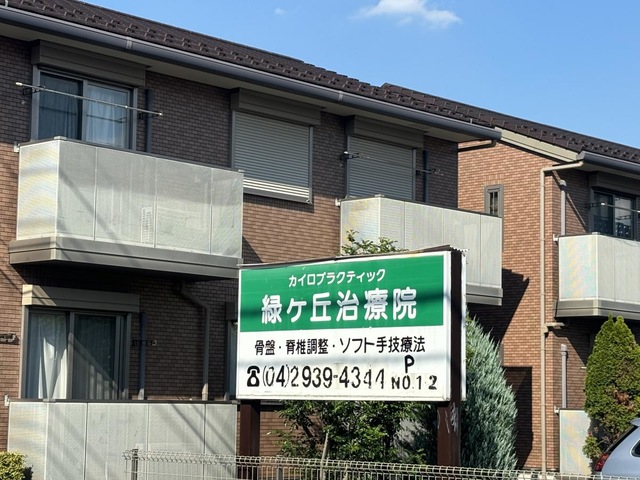 カイロプラクティック
緑ケ丘治療院
骨盤・脊椎調整・ソフト手技療法
☎(04)2939-4344 P NO.1-2